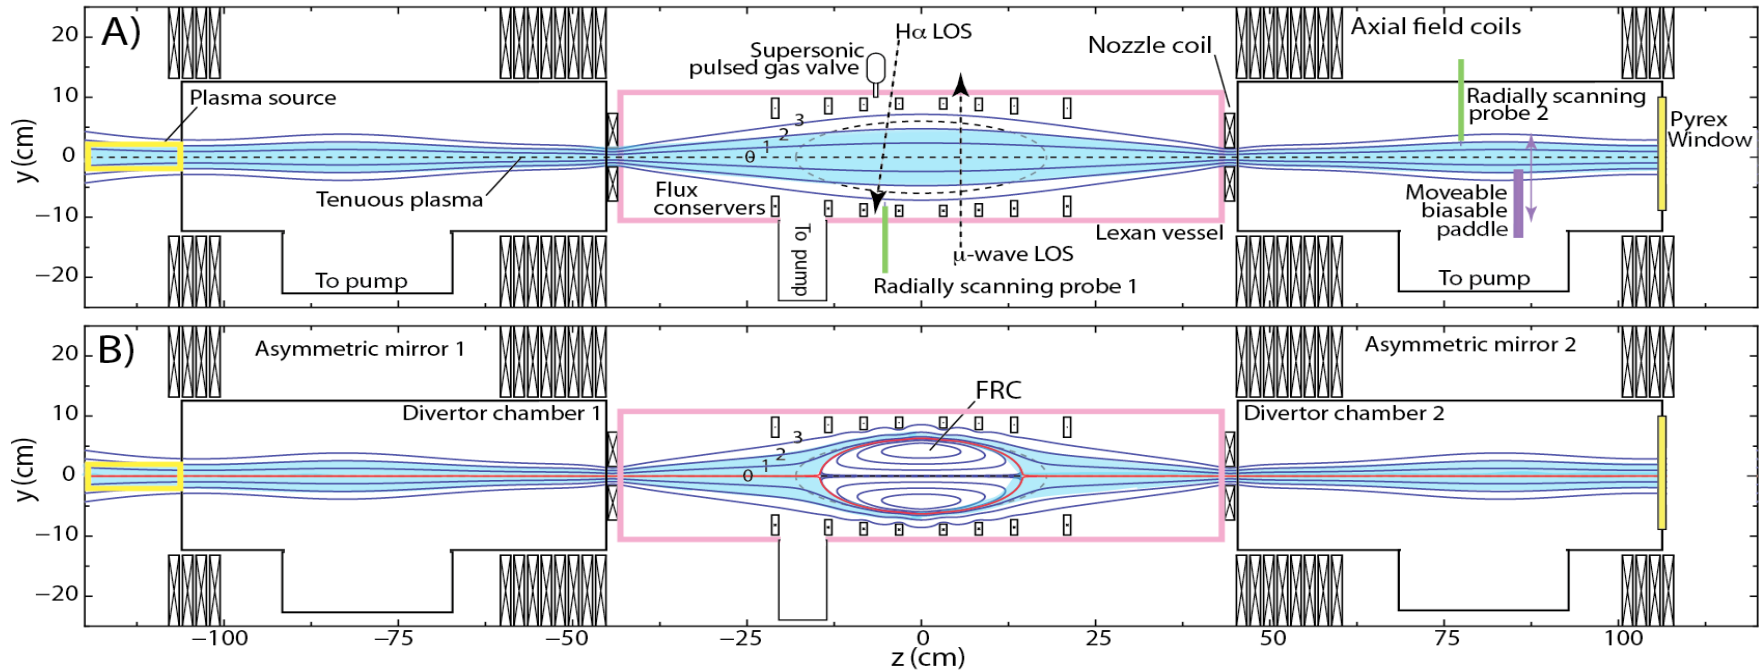 A)
Supersonic
pulsed gas valve
Hα LOS
Nozzle coil
Axial field coils
Plasma source
Radially scanning
probe 2
Pyrex
Window
3
2
1
0
Tenuous plasma
Flux
conservers
Moveable
biasable
paddle
Lexan vessel
To pump
μ-wave LOS
To pump
Radially scanning probe 1
To pump
y (cm)
20
10
0
−10
−20
B)
Asymmetric mirror 1
Asymmetric mirror 2
FRC
Divertor chamber 1
Divertor chamber 2
3
2
1
0
y (cm)
20
10
0
−10
−20
−100
−75
−50
−25
0
25
50
75
100
z (cm)